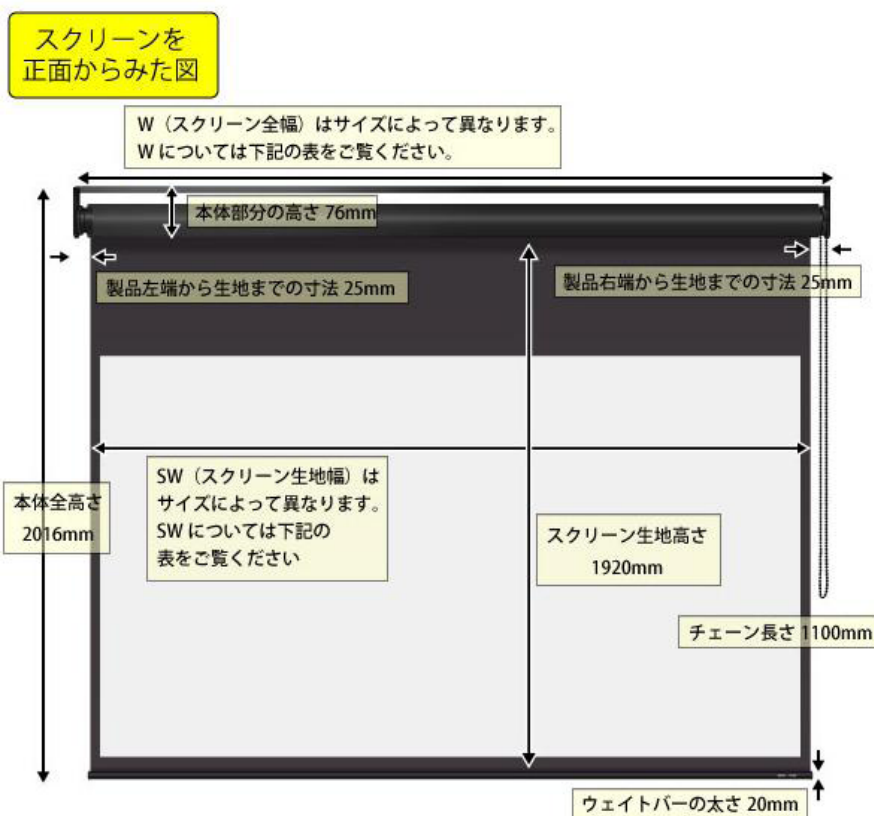 スクリーンを
正面からみた図
W（スクリーン全幅）はサイズによって異なります。
W については下記の表をご覧ください。
本体部分の高さ 76mm
製品左端から生地までの寸法 25mm
製品右端から生地までの寸法 25mm
SW（スクリーン生地幅）は
サイズによって異なります。
SW については下記の
表をご覧ください
本体全高さ
2016mm
スクリーン生地高さ
1920mm
チェーン長さ 1100mm
ウェイトバーの太さ 20mm